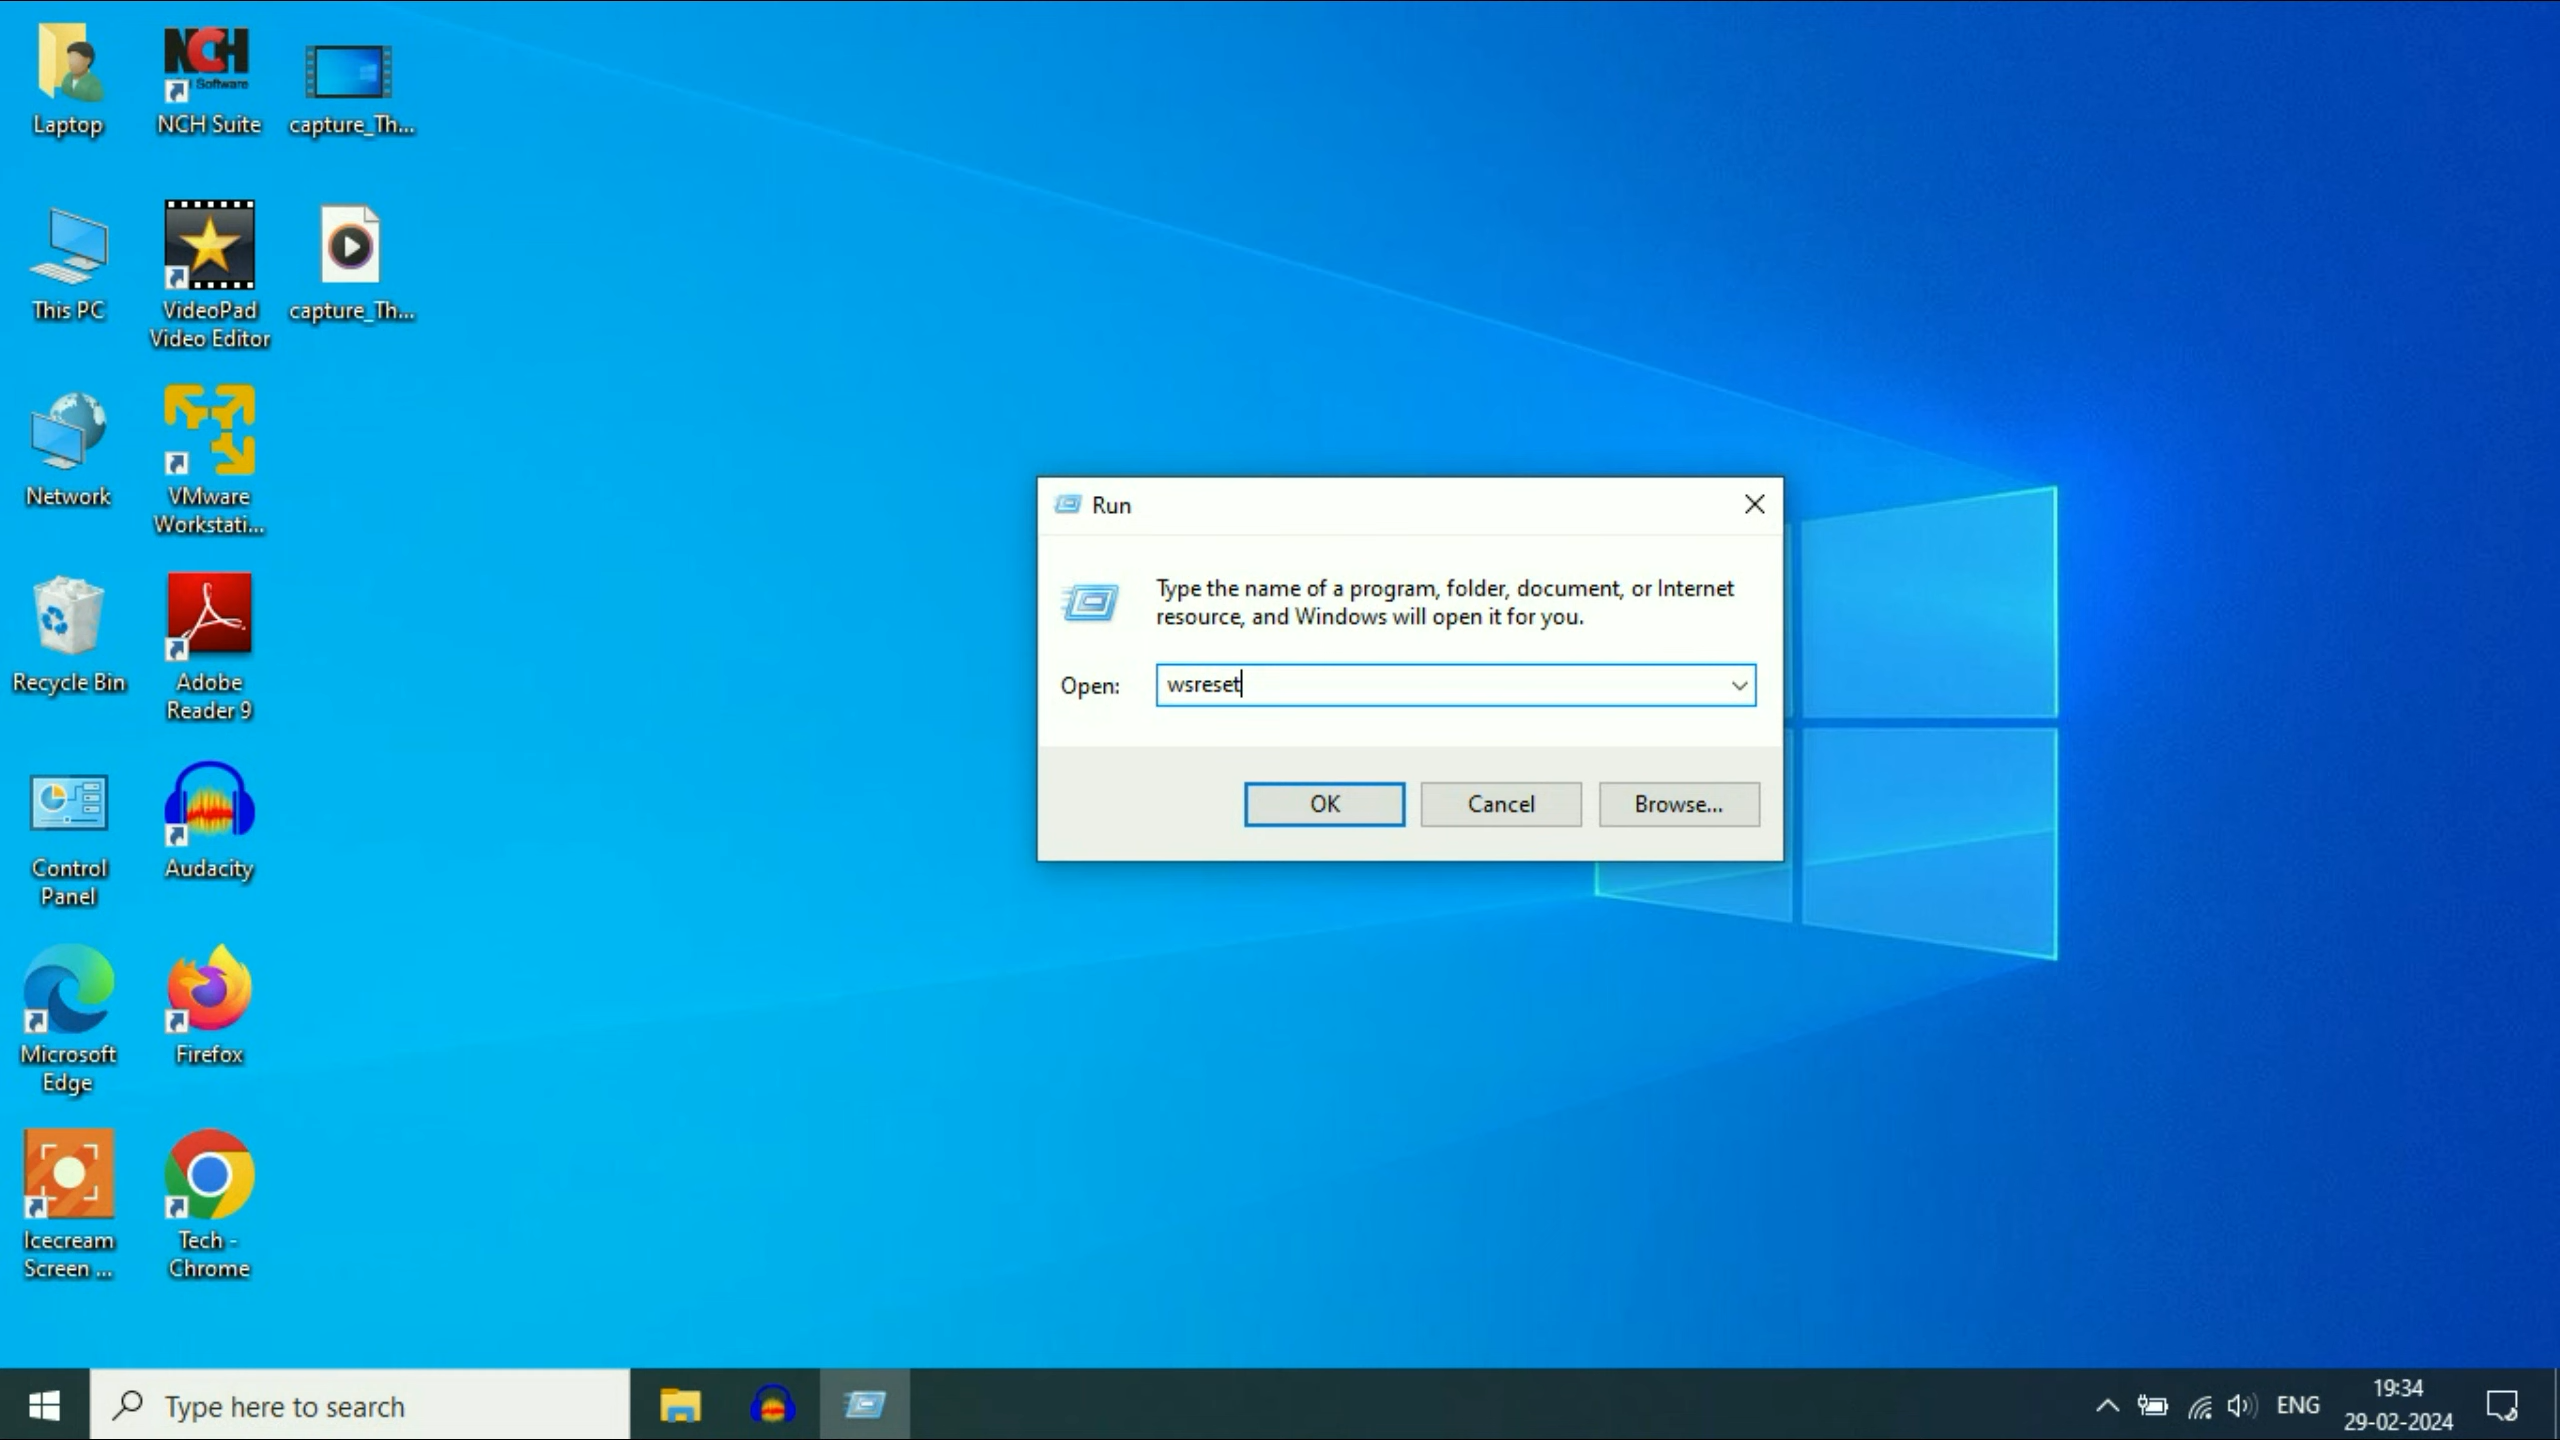 Laptop
NCH Software
NCH Suite
capture_Th...
This PC
VideoPad
Video Editor
capture_Th...
Network
VMware
Workstati...
Recycle Bin
Adobe
Reader 9
Control
Panel
Audacity
Microsoft
Edge
Firefox
Icecream
Screen ...
Tech -
Chrome
Run
Type the name of a program, folder, document, or Internet
resource, and Windows will open it for you.
Open:
wsreset
OK
Cancel
Browse...
Type here to search
ENG
19:34
29-02-2024